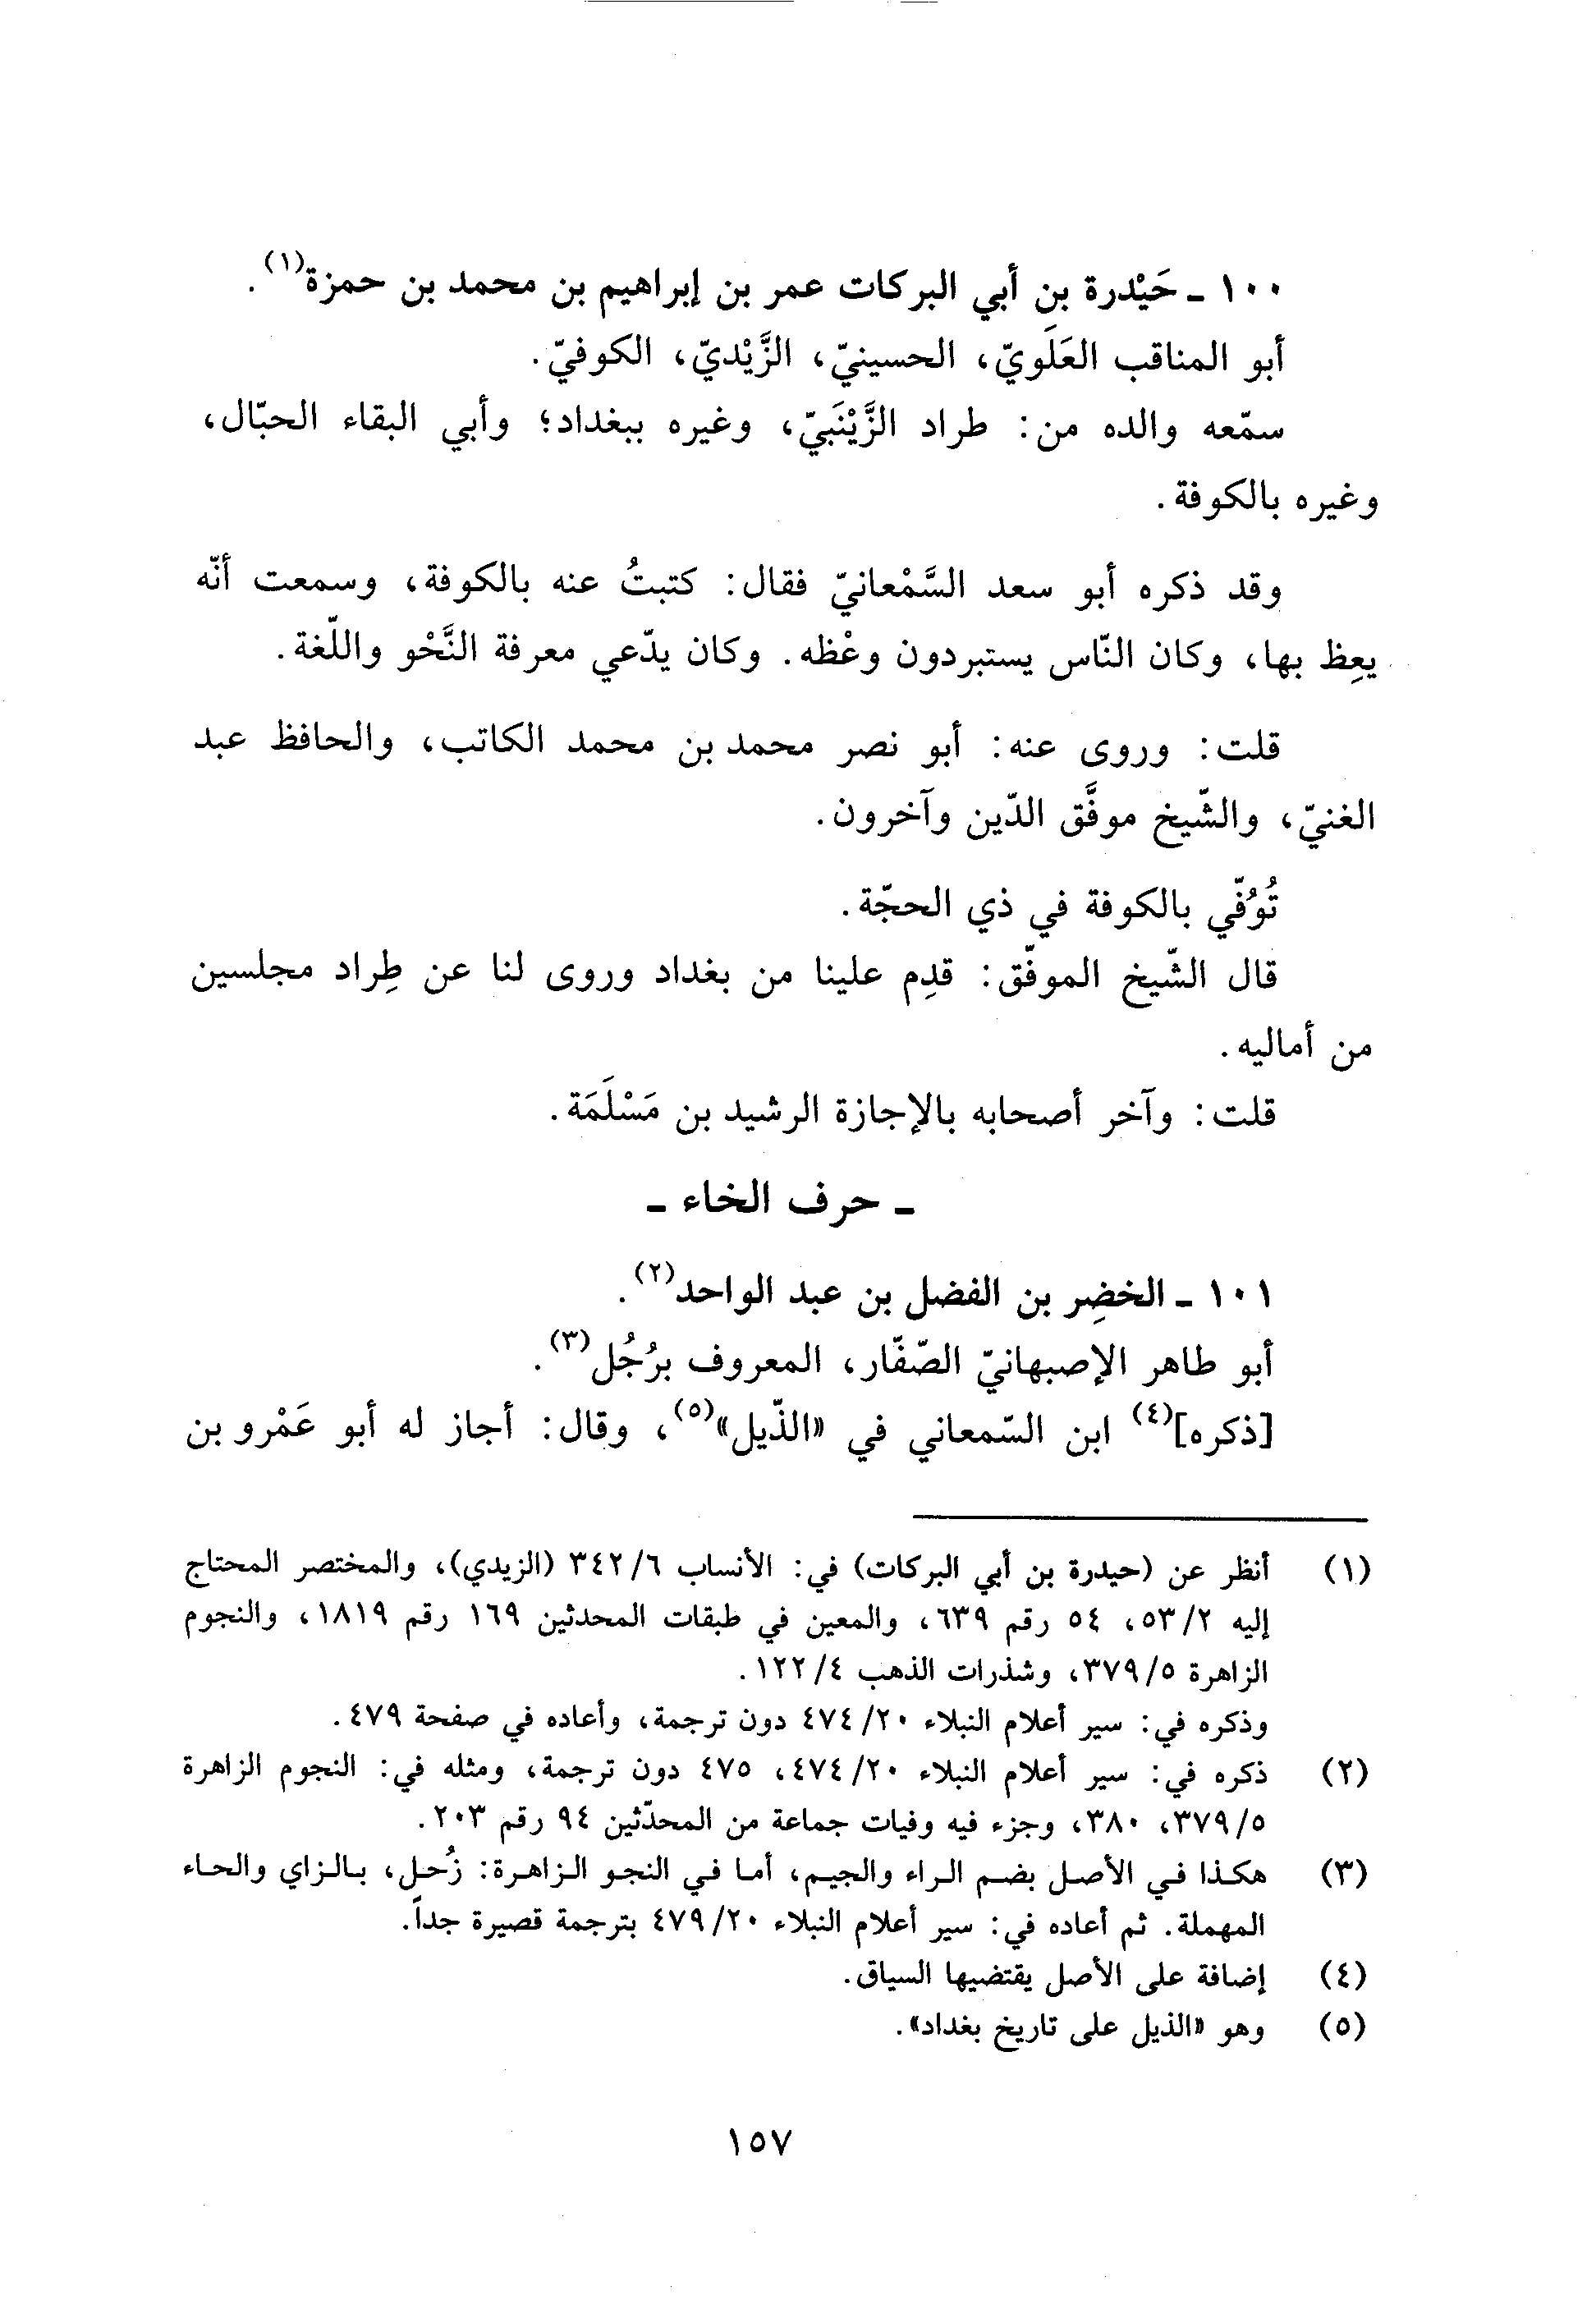 ١٠٠ ـ حَيْدرة بن أبي البركات عمر بن إبراهيم بن محمد بن حمزة(١).
أبو المناقب العَلَويّ، الحسينيّ، الزَّيْديّ، الكوفيّ.
سمّعه والده من: طراد الزَّيْنَبيّ، وغيره ببغداد؛ وأبي البقاء الحبّال،
وغيره بالكوفة.
وقد ذكره أبو سعد السَّمْعانيّ فقال: كتبتُ عنه بالكوفة، وسمعت أنّه
يعِظ بها، وكان النّاس يستبردون وعْظه. وكان يدّعي معرفة النَّحْو واللّغة.
قلت: وروى عنه: أبو نصر محمد بن محمد الكاتب، والحافظ عبد
الغنيّ، والشّيخ موفَّق الدّين وآخرون.
تُوُفّي بالكوفة في ذي الحجّة.
قال الشّيخ الموفّق: قدِم علينا من بغداد وروى لنا عن طِراد مجلسين
من أماليه.
قلت: وآخر أصحابه بالإجازة الرشيد بن مَسْلَمَة.
ـ حرف الخاء ـ
١٠١ ـ الخضِر بن الفضل بن عبد الواحد(٢).
أبو طاهر الإصبهانيّ الصّفّار، المعروف برُجُل(٣).
[ذكره](٤) ابن السّمعاني في «الذّيل»(٥)، وقال: أجاز له أبو عَمْرو بن
(١) أنظر عن (حيدرة بن أبي البركات) في: الأنساب ٣٤٢/٦ (الزيدي)، والمختصر المحتاج
إليه ٥٣/٢، ٥٤ رقم ٦٣٩، والمعين في طبقات المحدثين ١٦٩ رقم ١٨١٩، والنجوم
الزاهرة ٣٧٩/٥، وشذرات الذهب ١٢٢/٤.
وذكره في: سير أعلام النبلاء ٤٧٤/٢٠ دون ترجمة، وأعاده في صفحة ٤٧٩.
(٢) ذكره في: سير أعلام النبلاء ٤٧٤/٢٠، ٤٧٥ دون ترجمة، ومثله في: النجوم الزاهرة
٣٧٩/٥، ٣٨٠، وجزء فيه وفيات جماعة من المحدّثين ٩٤ رقم ٢٠٣.
(٣) هكذا في الأصل بضم الراء والجيم، أما في النجو الزاهرة: زُحل، بالزاي والحاء
المهملة. ثم أعاده في: سير أعلام النبلاء ٤٧٩/٢٠ بترجمة قصيرة جداً.
(٤) إضافة على الأصل يقتضيها السياق.
(٥) وهو «الذيل على تاريخ بغداد».
١٥٧